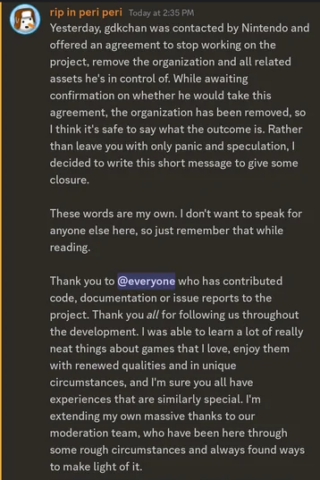 rip in peri peri Today at 2:35 PM
Yesterday, gdkchan was contacted by Nintendo and
offered an agreement to stop working on the
project, remove the organization and all related
assets he's in control of. While awaiting
confirmation on whether he would take this
agreement, the organization has been removed, so
I think it's safe to say what the outcome is. Rather
than leave you with only panic and speculation, I
decided to write this short message to give some
closure.
These words are my own. I don't want to speak for
anyone else here, so just remember that while
reading.
Thank you to @everyone who has contributed
code, documentation or issue reports to the
project. Thank you all for following us throughout
the development. I was able to learn a lot of really
neat things about games that I love, enjoy them
with renewed qualities and in unique
circumstances, and I'm sure you all have
experiences that are similarly special. I'm
extending my own massive thanks to our
moderation team, who have been here through
some rough circumstances and always found ways
to make light of it.